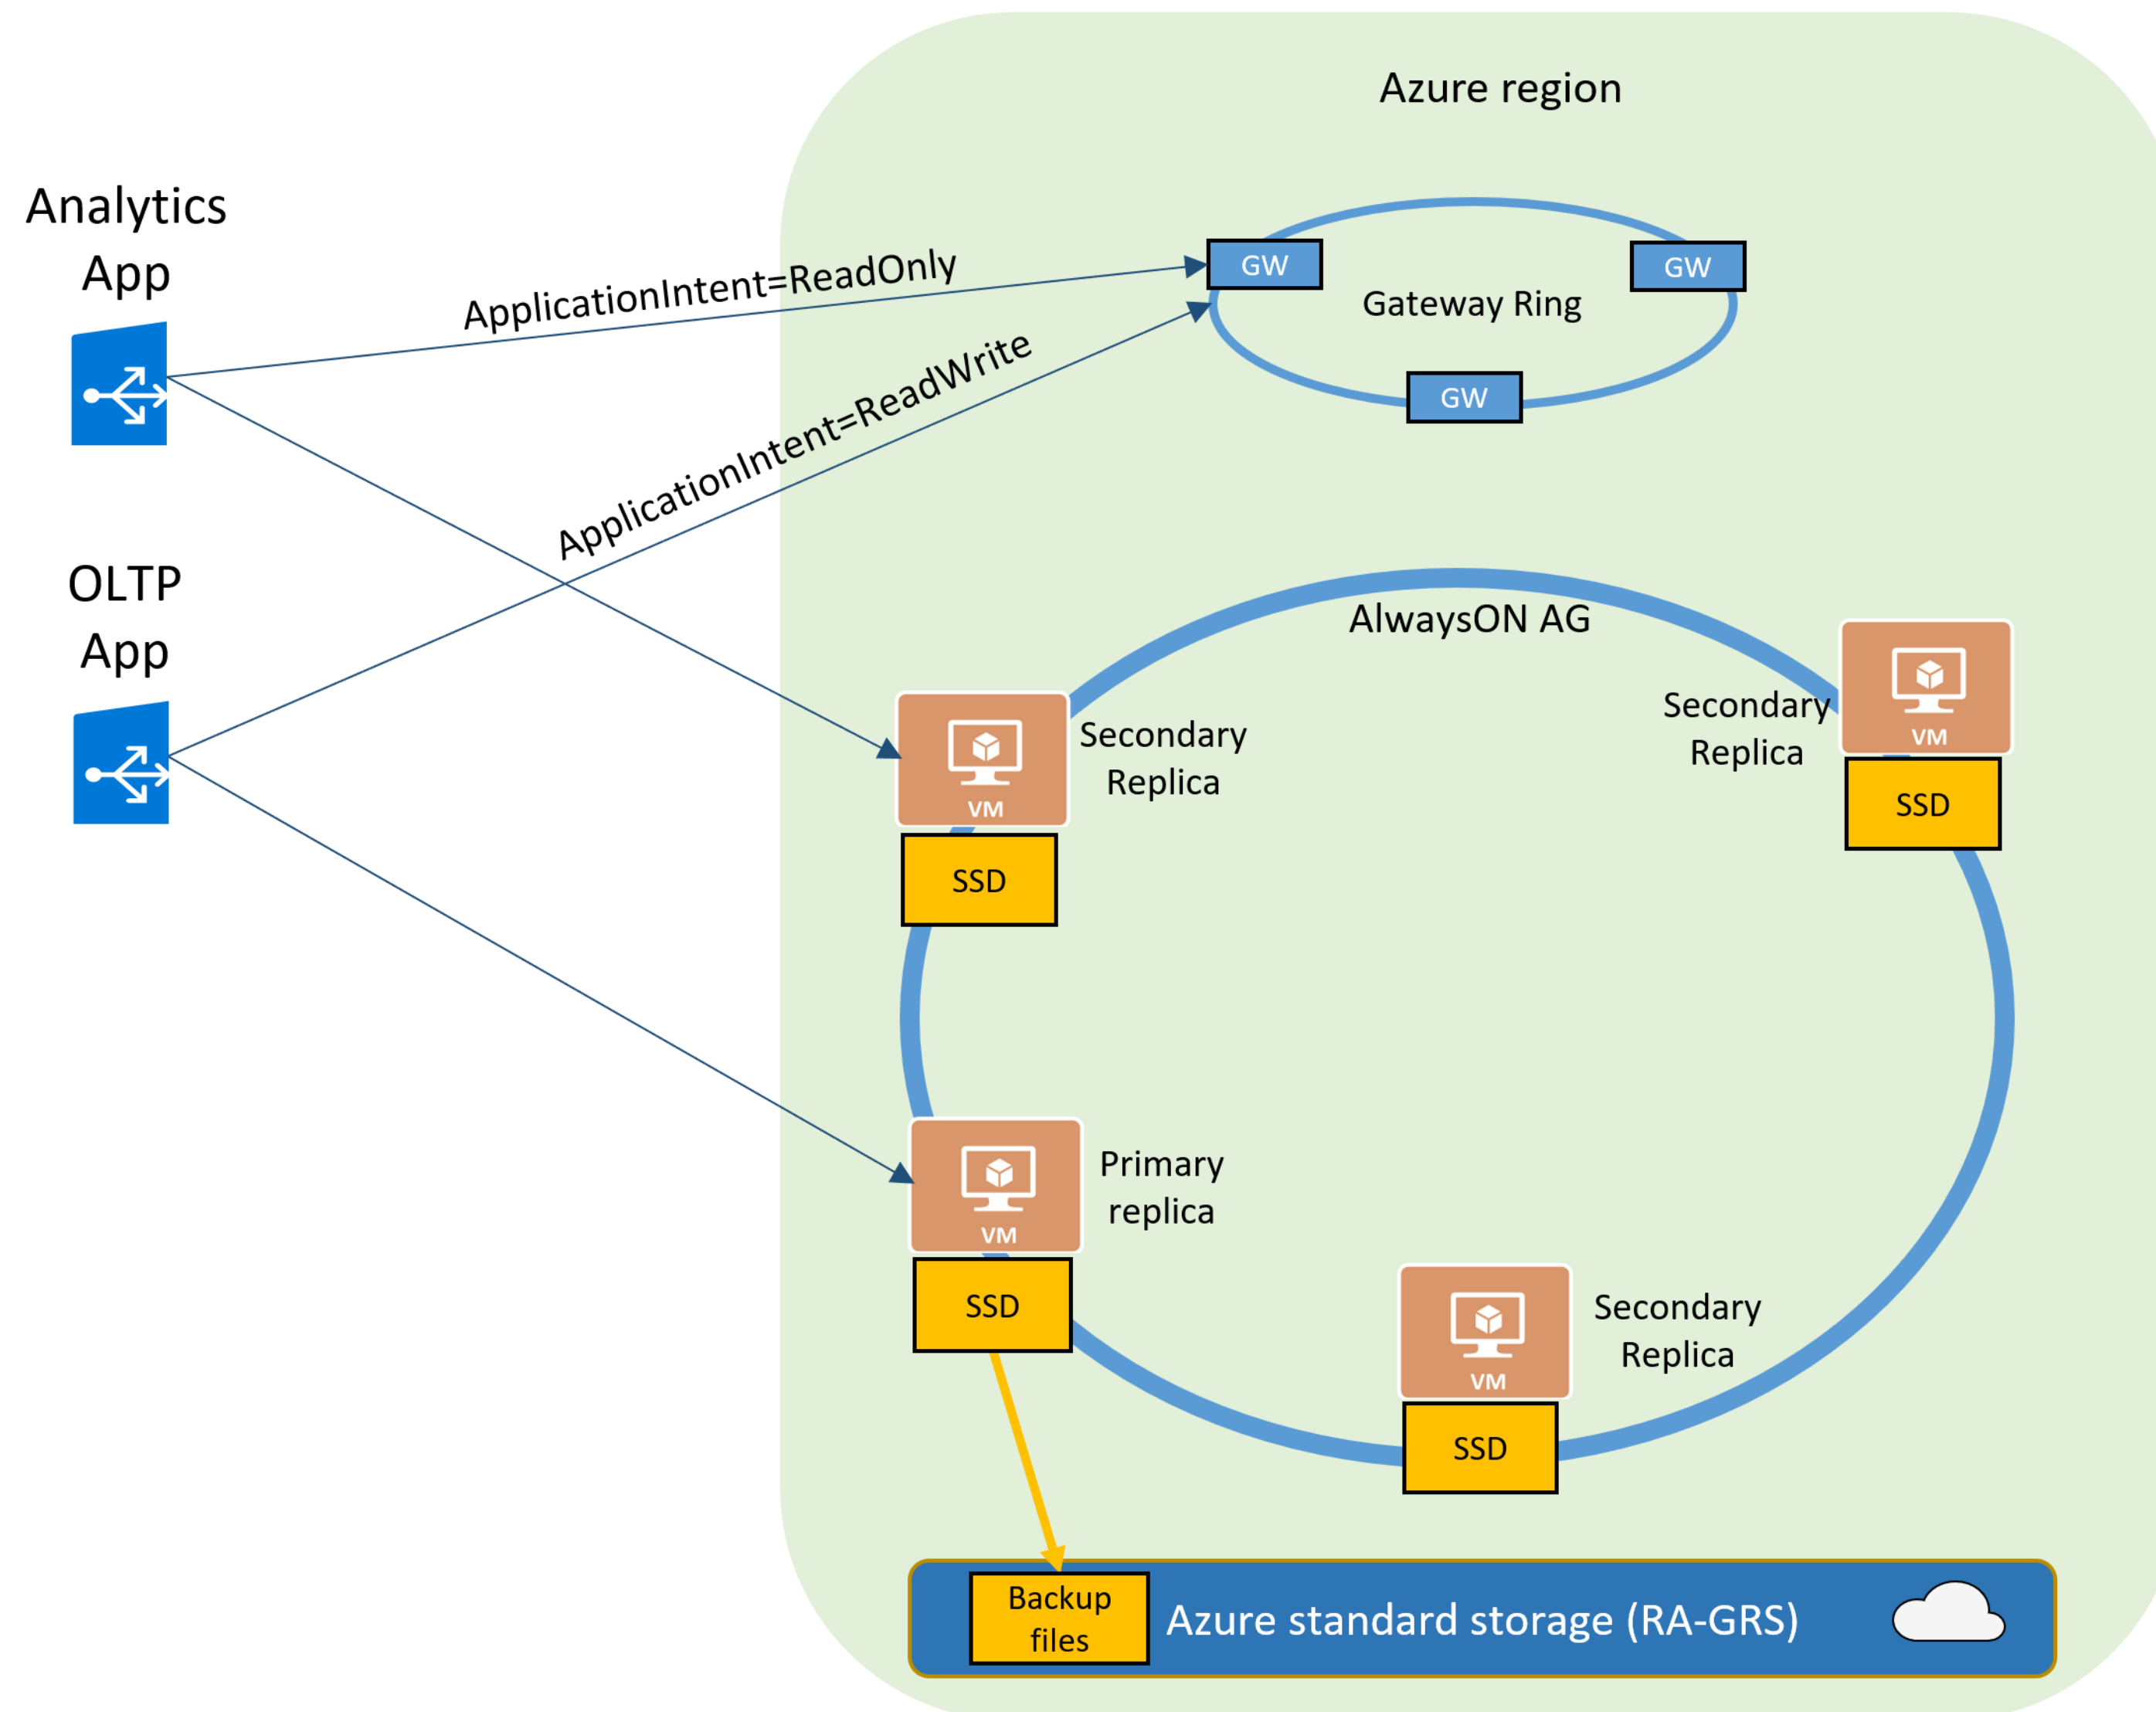 Azure region
Analytics
App
ApplicationIntent=ReadOnly
GW
GW
Gateway Ring
ApplicationIntent=ReadWrite
GW
OLTP
App
AlwaysON AG
Secondary
Replica
VM
SSD
Secondary
Replica
VM
SSD
Primary
replica
VM
SSD
Secondary
Replica
VM
SSD
Backup
files
Azure standard storage (RA-GRS)